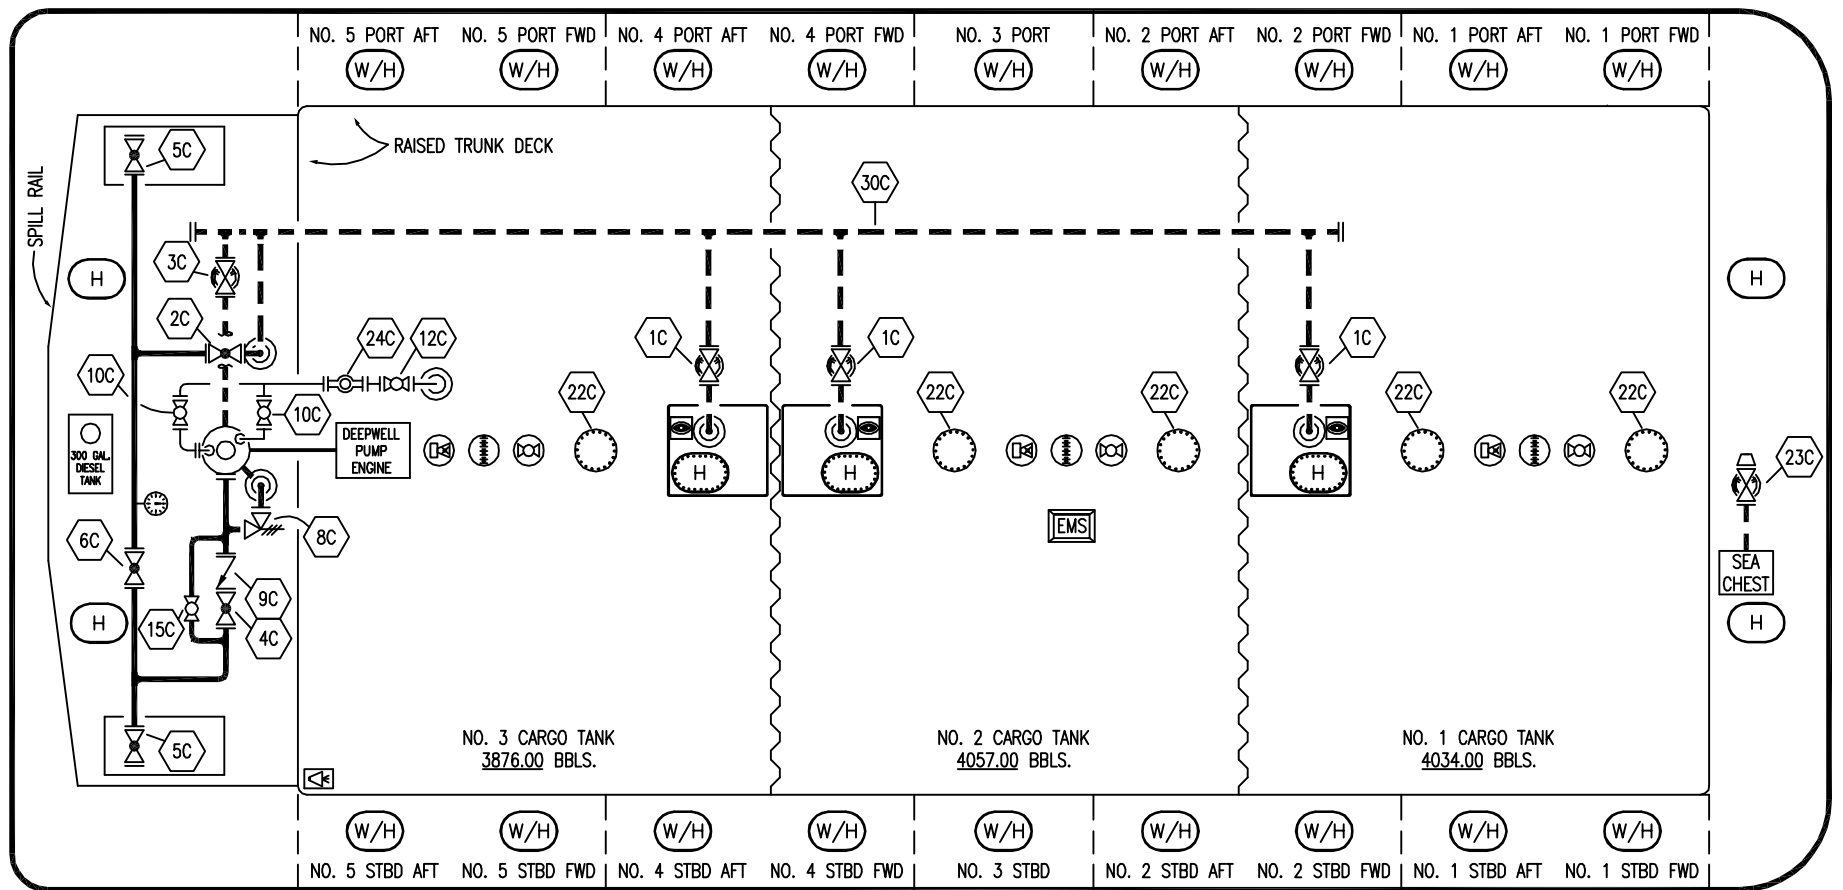 NO. 5 PORT AFT
NO. 5 PORT FWD
NO. 4 PORT AFT
NO. 4 PORT FWD
NO. 3 PORT
NO. 2 PORT AFT
NO. 2 PORT FWD
NO. 1 PORT AFT
NO. 1 PORT FWD
W/H
W/H
W/H
W/H
W/H
W/H
W/H
W/H
W/H
5C
RAISED TRUNK DECK
30C
SPILL RAIL
3C
H
H
2C
24C
12C
1C
1C
1C
10C
10C
22C
22C
22C
22C
22C
300 GAL.
DIESEL
TANK
DEEPWELL
PUMP
ENGINE
H
H
H
23C
EMS
6C
8C
SEA
CHEST
9C
H
15C
4C
H
5C
NO. 3 CARGO TANK
3876.00 BBLS.
NO. 2 CARGO TANK
4057.00 BBLS.
NO. 1 CARGO TANK
4034.00 BBLS.
W/H
W/H
W/H
W/H
W/H
W/H
W/H
W/H
W/H
NO. 5 STBD AFT
NO. 5 STBD FWD
NO. 4 STBD AFT
NO. 4 STBD FWD
NO. 3 STBD
NO. 2 STBD AFT
NO. 2 STBD FWD
NO. 1 STBD AFT
NO. 1 STBD FWD